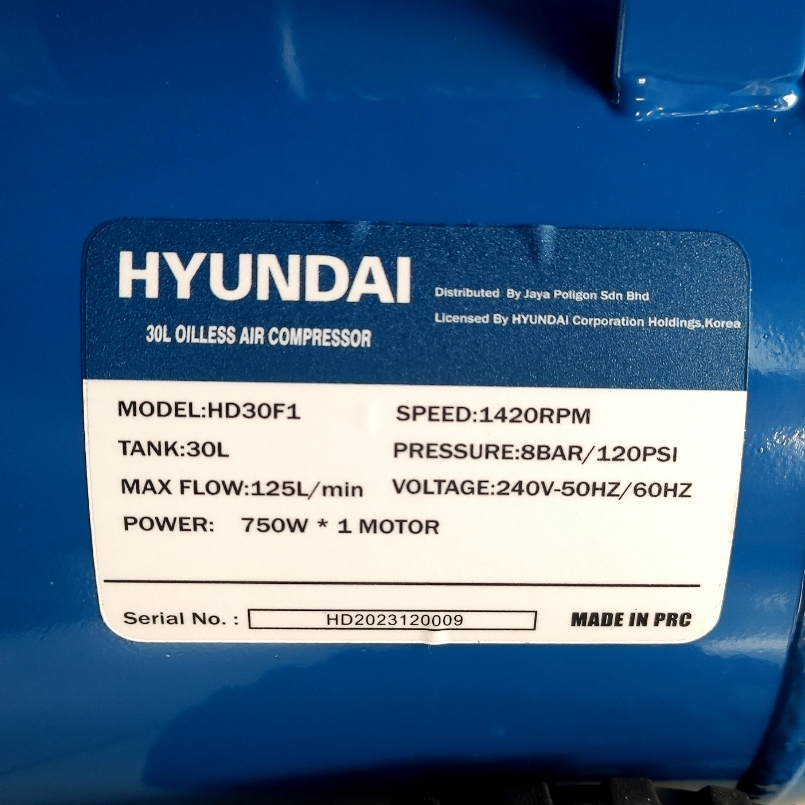 HYUNDAI
Distributed By Jaya Poligon Sdn Bhd
Licensed By HYUNDAI Corporation Holdings,Korea
30L OILLESS AIR COMPRESSOR
MODEL:HD30F1 SPEED:1420RPM
TANK:30L PRESSURE:8BAR/120PSI
MAX FLOW:125L/min VOLTAGE:240V-50HZ/60HZ
POWER: 750W * 1 MOTOR
Serial No. : HD2023120009 MADE IN PRC